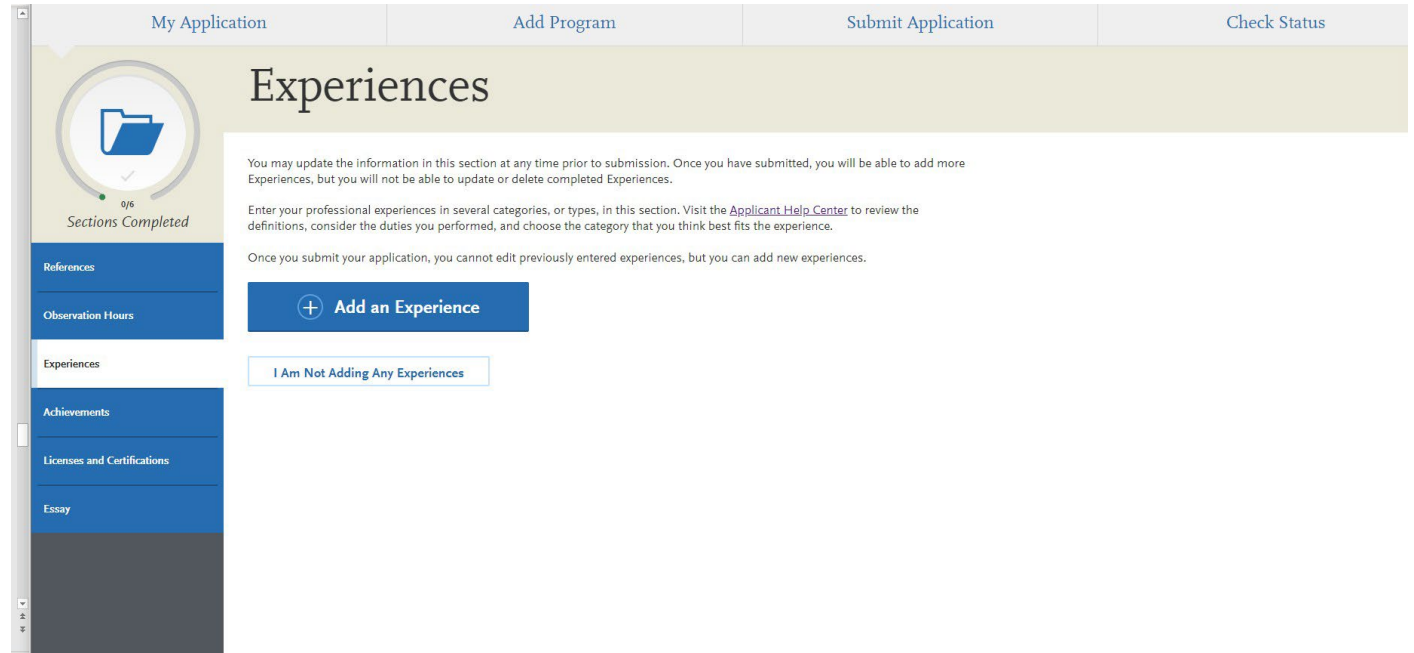 My Application
Add Program
Submit Application
Check Status
0/6
Sections Completed
References
Observation Hours
Experiences
Achievements
Licenses and Certifications
Essay
Experiences
You may update the information in this section at any time prior to submission. Once you have submitted, you will be able to add more
Experiences, but you will not be able to update or delete completed Experiences.
Enter your professional experiences in several categories, or types, in this section. Visit the Applicant Help Center to review the
definitions, consider the duties you performed, and choose the category that you think best fits the experience.
Once you submit your application, you cannot edit previously entered experiences, but you can add new experiences.
Add an Experience
I Am Not Adding Any Experiences